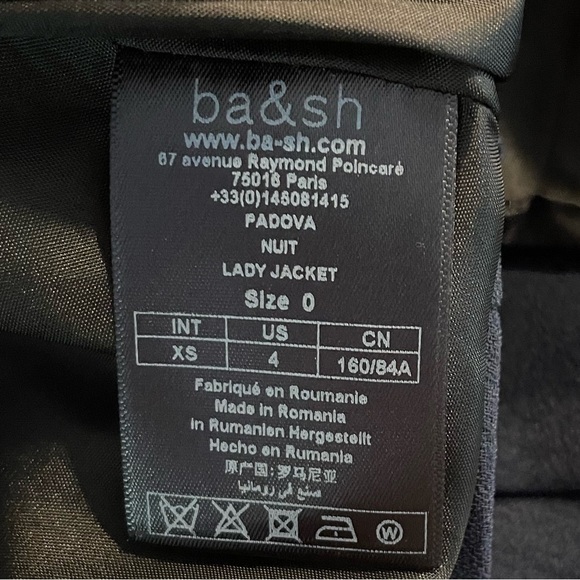 ba&sh
www.ba-sh.com
67 avenue Raymond Poincaré
75016 Paris
+33(0)145081415
PADOVA
NUIT
LADY JACKET
Size 0
INT US CN
XS 4 160/84A
Fabriqué en Roumanie
Made in Romania
In Rumanien Hergestellt
Hecho en Rumania
原产国:罗马尼亚
صنع في رومانيا
W